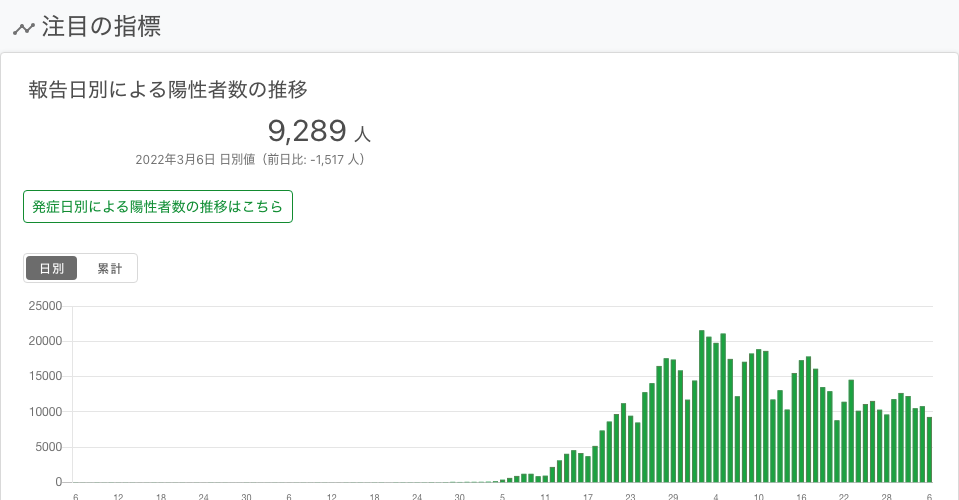 注目の指標
報告日別による陽性者数の推移
9,289 人
2022年3月6日 日別値（前日比: -1,517 人）
発症日別による陽性者数の推移はこちら
日別 累計
25000
20000
15000
10000
5000
0
6 12 18 24 30 6 12 18 24 30 5 11 17 23 29 4 10 16 22 28 6